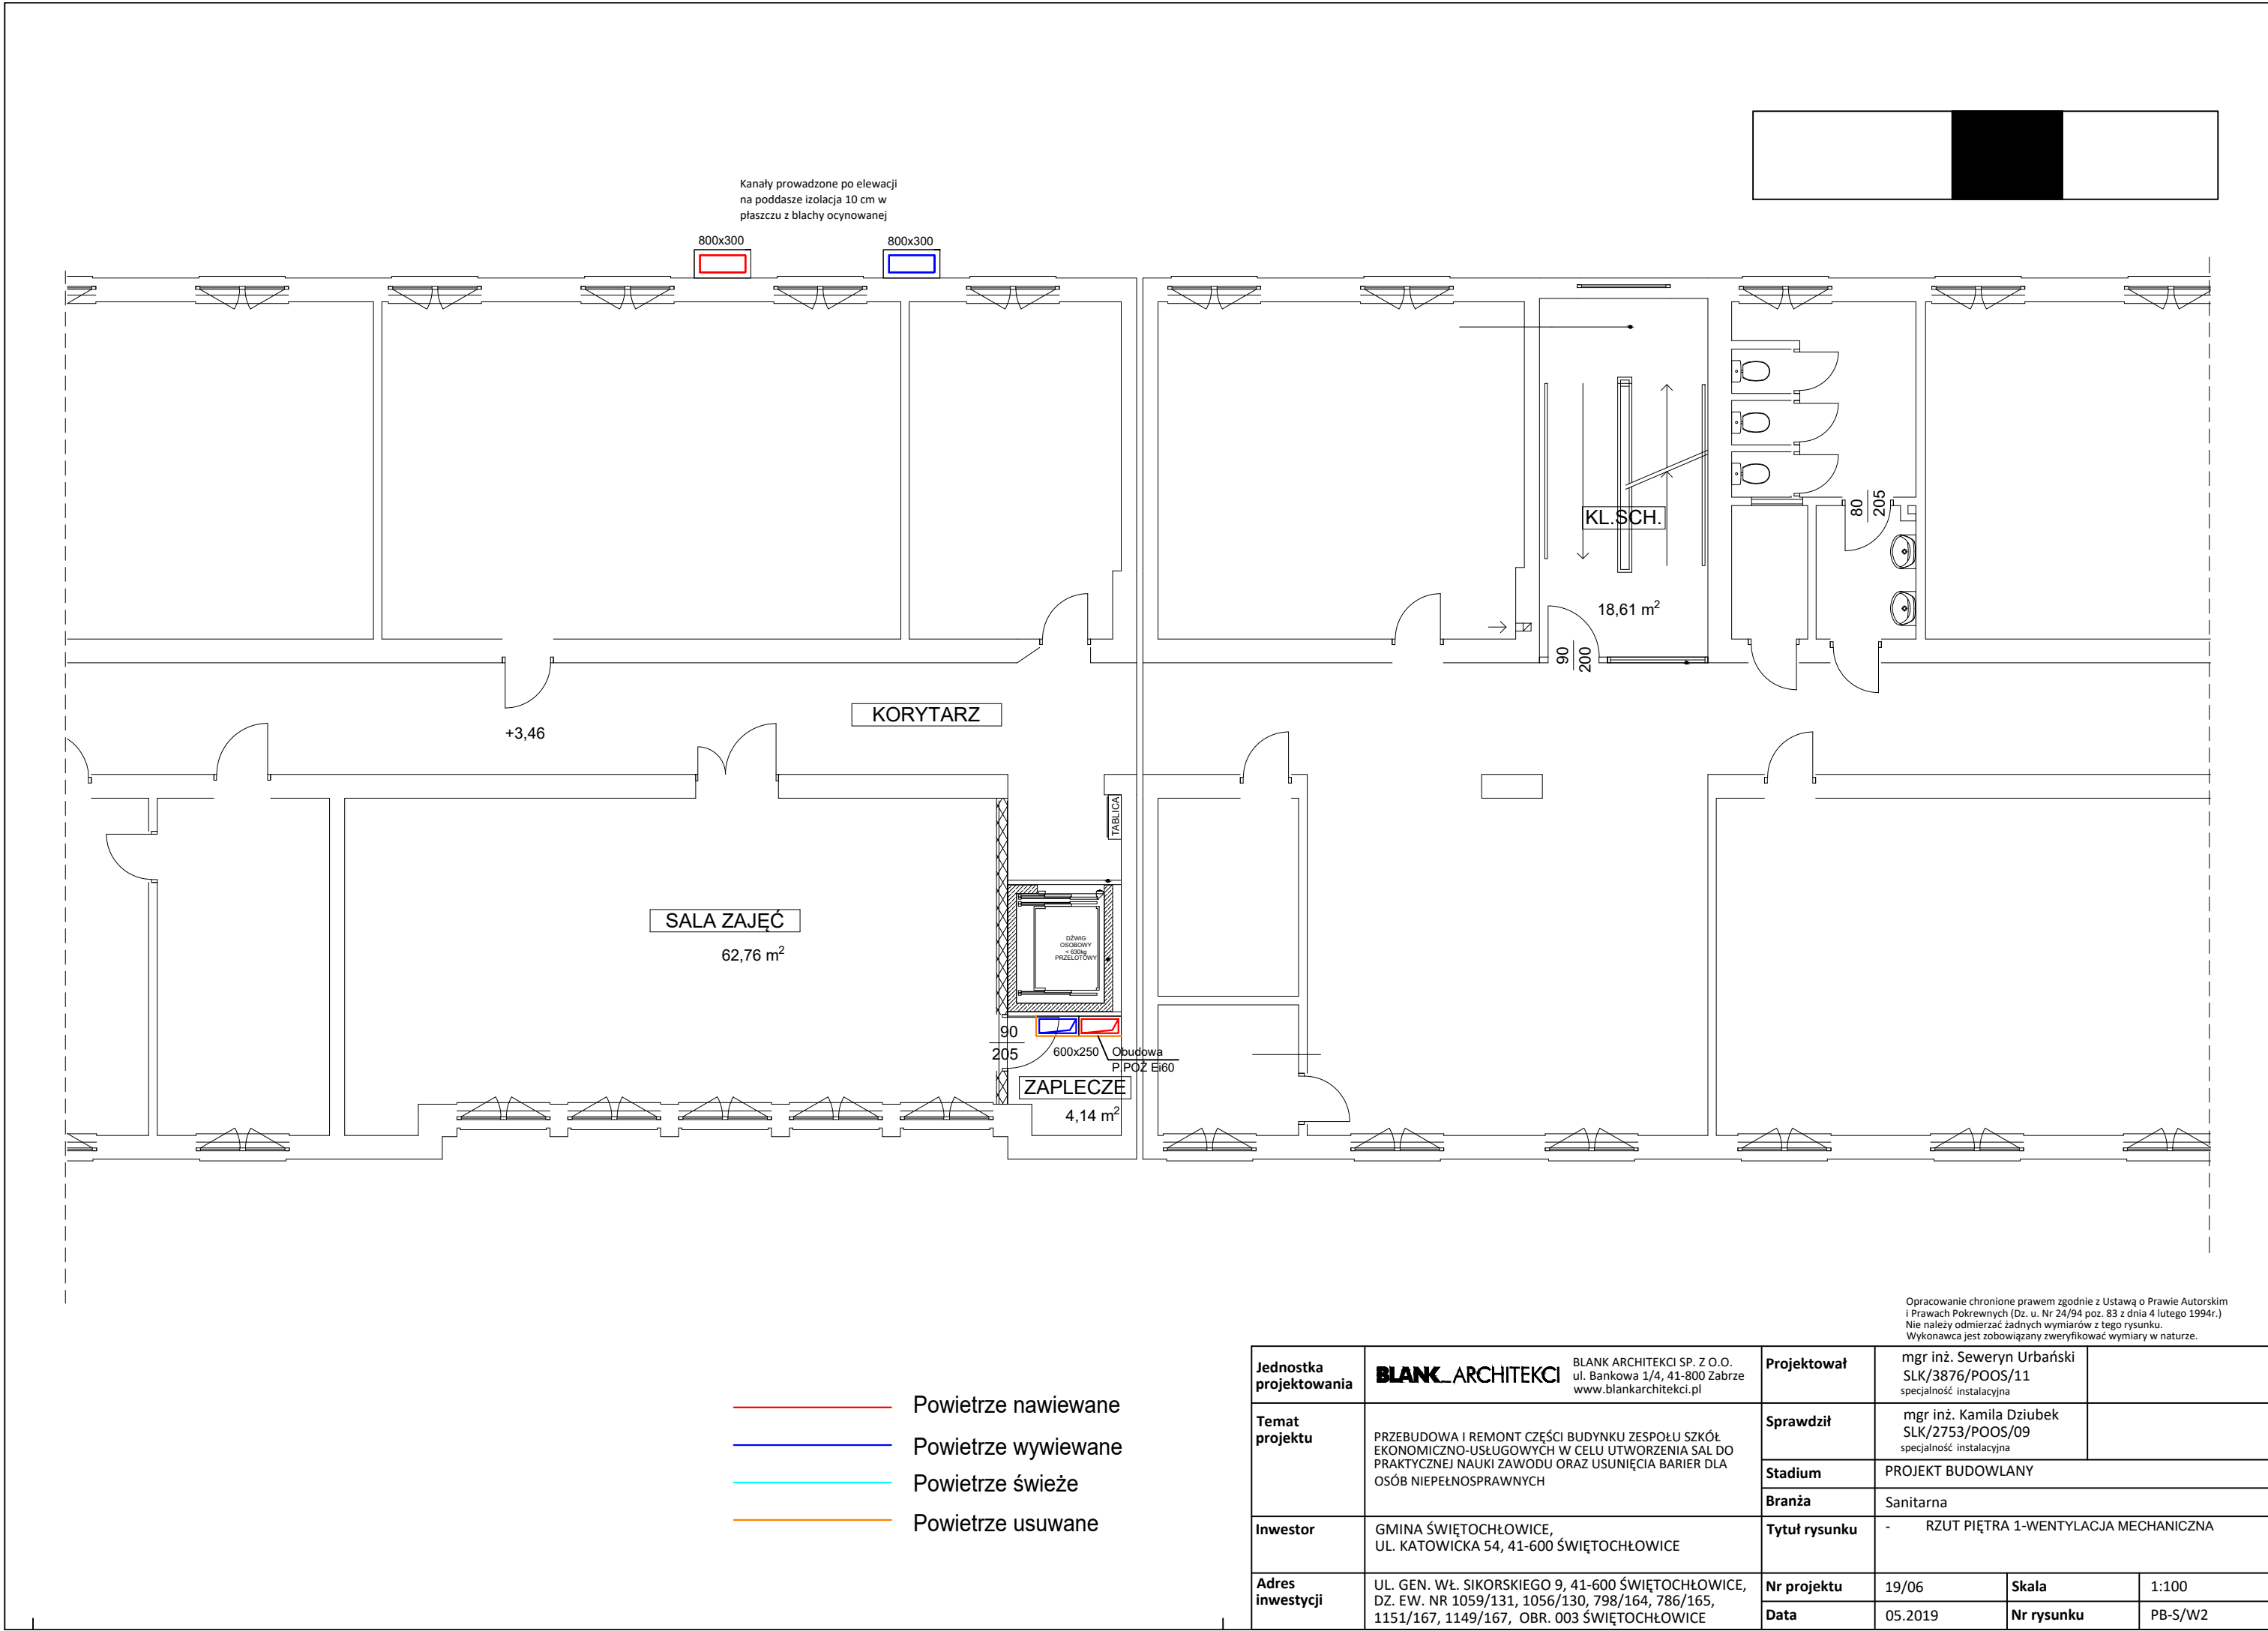 Kanały prowadzone po elewacji
na poddasze izolacja 10 cm w
płaszczu z blachy ocynowanej
800x300
800x300
KL.SCH.
18,61 m²
80
205
90
200
KORYTARZ
+3,46
TABLICA
SALA ZAJĘĆ
62,76 m²
DŹWIG
OSOBOWY
< 630kg
PRZELOTOWY
90
205
600x250
Obudowa
P.POŻ Ei60
ZAPLECZE
4,14 m²
Powietrze nawiewane
Powietrze wywiewane
Powietrze świeże
Powietrze usuwane
Opracowanie chronione prawem zgodnie z Ustawą o Prawie Autorskim
i Prawach Pokrewnych (Dz. u. Nr 24/94 poz. 83 z dnia 4 lutego 1994r.)
Nie należy odmierzać żadnych wymiarów z tego rysunku.
Wykonawca jest zobowiązany zweryfikować wymiary w naturze.
Jednostka
projektowania
BLANK_ARCHITEKCI
BLANK ARCHITEKCI SP. Z O.O.
ul. Bankowa 1/4, 41-800 Zabrze
www.blankarchitekci.pl
Projektował
mgr inż. Seweryn Urbański
SLK/3876/POOS/11
specjalność instalacyjna
Temat
projektu
PRZEBUDOWA I REMONT CZĘŚCI BUDYNKU ZESPOŁU SZKÓŁ
EKONOMICZNO-USŁUGOWYCH W CELU UTWORZENIA SAL DO
PRAKTYCZNEJ NAUKI ZAWODU ORAZ USUNIĘCIA BARIER DLA
OSÓB NIEPEŁNOSPRAWNYCH
Sprawdził
mgr inż. Kamila Dziubek
SLK/2753/POOS/09
specjalność instalacyjna
Stadium
PROJEKT BUDOWLANY
Branża
Sanitarna
Inwestor
GMINA ŚWIĘTOCHŁOWICE,
UL. KATOWICKA 54, 41-600 ŚWIĘTOCHŁOWICE
Tytuł rysunku
- RZUT PIĘTRA 1-WENTYLACJA MECHANICZNA
Adres
inwestycji
UL. GEN. WŁ. SIKORSKIEGO 9, 41-600 ŚWIĘTOCHŁOWICE,
DZ. EW. NR 1059/131, 1056/130, 798/164, 786/165,
1151/167, 1149/167, OBR. 003 ŚWIĘTOCHŁOWICE
Nr projektu
19/06
Skala
1:100
Data
05.2019
Nr rysunku
PB-S/W2